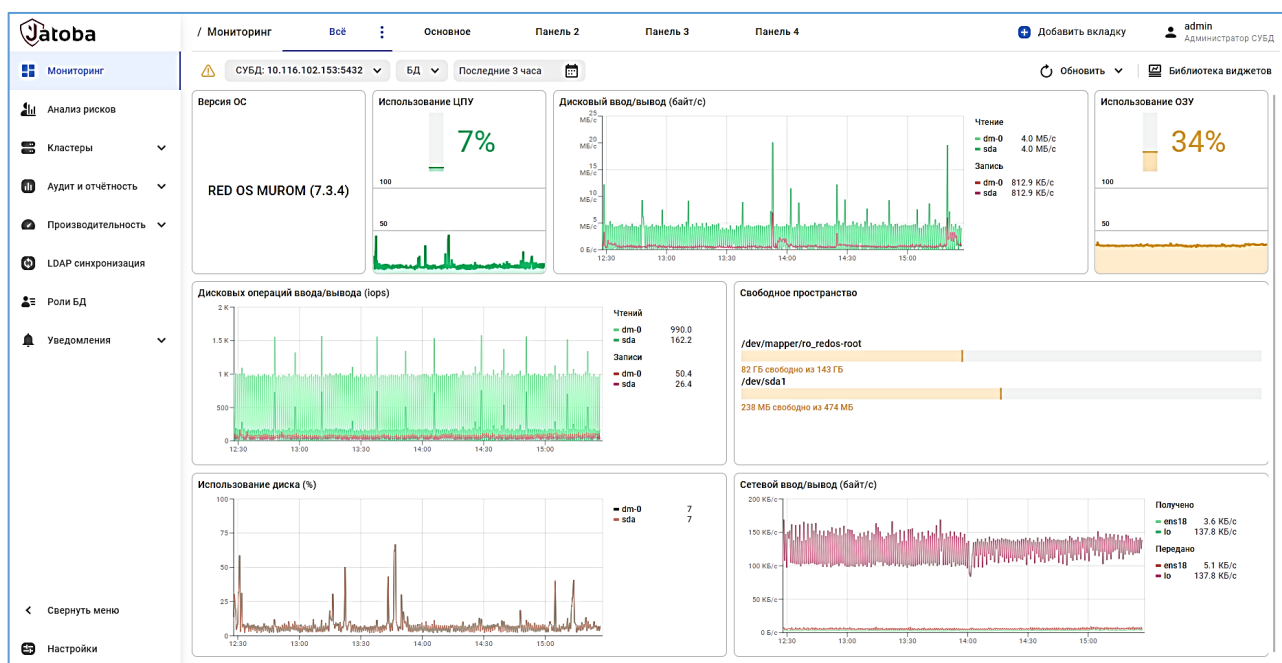 Jatoba
Мониторинг
Анализ рисков
Кластеры
Аудит и отчётность
Производительность
LDAP синхронизация
Роли БД
Уведомления
Свернуть меню
Настройки
/ Мониторинг Всё Основное Панель 2 Панель 3 Панель 4 Добавить вкладку admin
Администратор СУБД
СУБД: 10.116.102.153:5432 БД Последние 3 часа Обновить Библиотека виджетов
Версия ОС
RED OS MUROM (7.3.4)
Использование ЦПУ
7%
100
50
Дисковый ввод/вывод (байт/с)
25
МБ/с
20
МБ/с
15
МБ/с
10
МБ/с
5
МБ/с
0 Б/с
12:30 13:00 13:30 14:00 14:30 15:00
Чтение
dm-0 4.0 МБ/с
sda 4.0 МБ/с
Запись
dm-0 812.9 КБ/с
sda 812.9 КБ/с
Использование ОЗУ
34%
100
50
Дисковых операций ввода/вывода (iops)
2 K
1.5 K
1 K
500
0
12:30 13:00 13:30 14:00 14:30 15:00
Чтений
dm-0 990.0
sda 162.2
Записи
dm-0 50.4
sda 26.4
Свободное пространство
/dev/mapper/ro_redos-root
82 ГБ свободно из 143 ГБ
/dev/sda1
238 МБ свободно из 474 МБ
Использование диска (%)
100
75
50
25
0
12:30 13:00 13:30 14:00 14:30 15:00
dm-0 7
sda 7
Сетевой ввод/вывод (байт/с)
200 КБ/с
150 КБ/с
100 КБ/с
50 КБ/с
0 Б/с
12:30 13:00 13:30 14:00 14:30 15:00
Получено
ens18 3.6 КБ/с
lo 137.8 КБ/с
Передано
ens18 5.1 КБ/с
lo 137.8 КБ/с